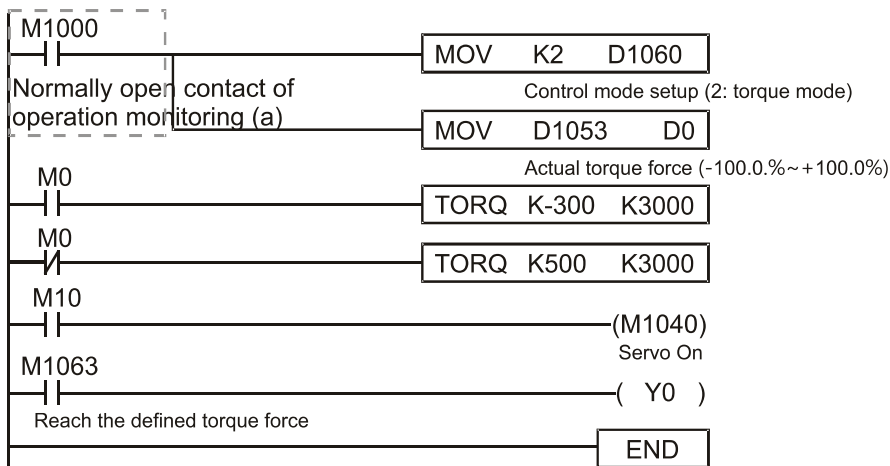 M1000
MOV K2 D1060
Normally open contact of
operation monitoring (a)
Control mode setup (2: torque mode)
MOV D1053 D0
Actual torque force (-100.0.%~+100.0%)
M0
TORQ K-300 K3000
M0
TORQ K500 K3000
M10
(M1040)
Servo On
M1063
( Y0 )
Reach the defined torque force
END